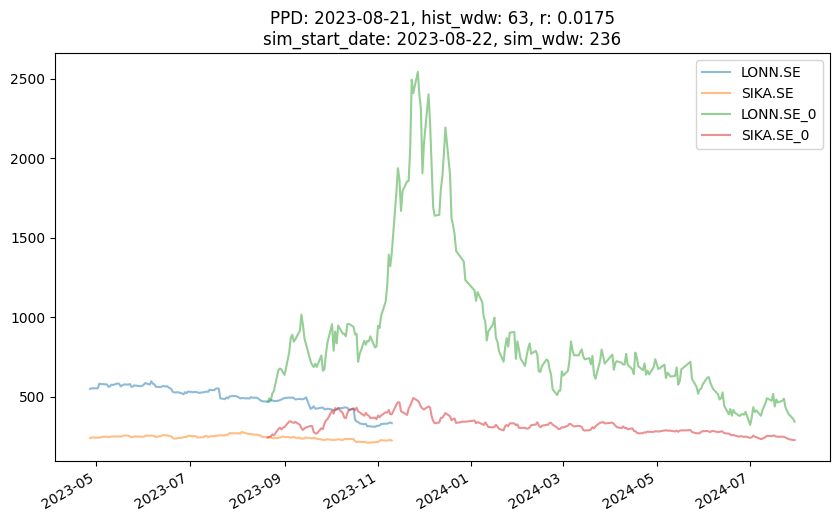 PPD: 2023-08-21, hist_wdw: 63, r: 0.0175
sim_start_date: 2023-08-22, sim_wdw: 236
LONN.SE
SIKA.SE
LONN.SE_0
SIKA.SE_0
2500
2000
1500
1000
500
2023-05
2023-07
2023-09
2023-11
2024-01
2024-03
2024-05
2024-07